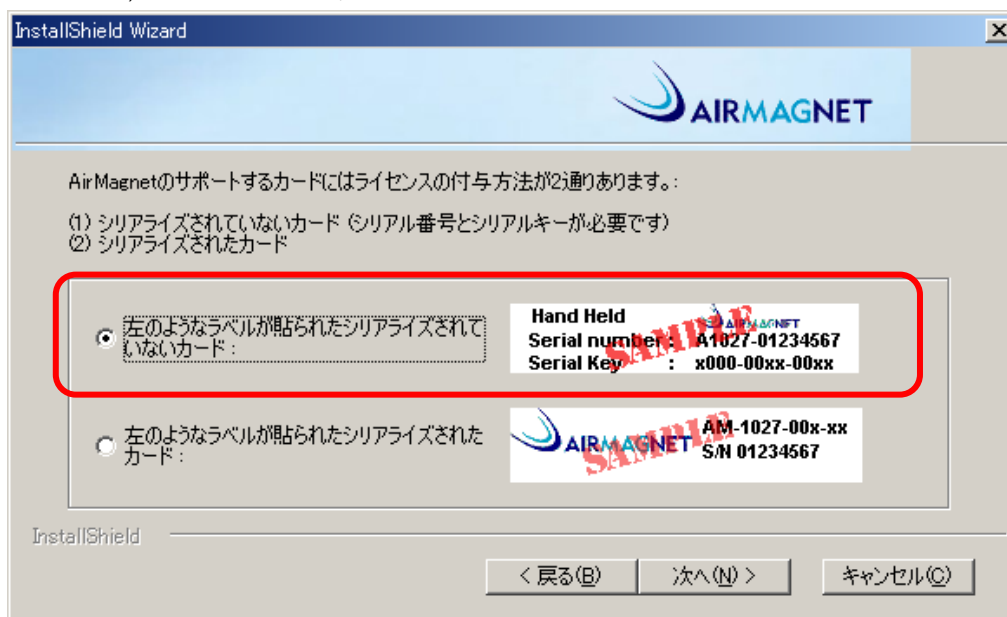 InstallShield Wizard
AIRMAGNET
AirMagnetのサポートするカードにはライセンスの付与方法が2通りあります。:
(1) シリアライズされていないカード (シリアル番号とシリアルキーが必要です)
(2) シリアライズされたカード
左のようなラベルが貼られたシリアライズされて
いないカード:
Hand Held
AIRMAGNET
Serial number : A1027-01234567
Serial Key : x000-00xx-00xx
SAMPLE
左のようなラベルが貼られたシリアライズされた
カード:
AIRMAGNET
AM-1027-00x-xx
S/N 01234567
SAMPLE
InstallShield
< 戻る(B)
次へ(N) >
キャンセル(C)